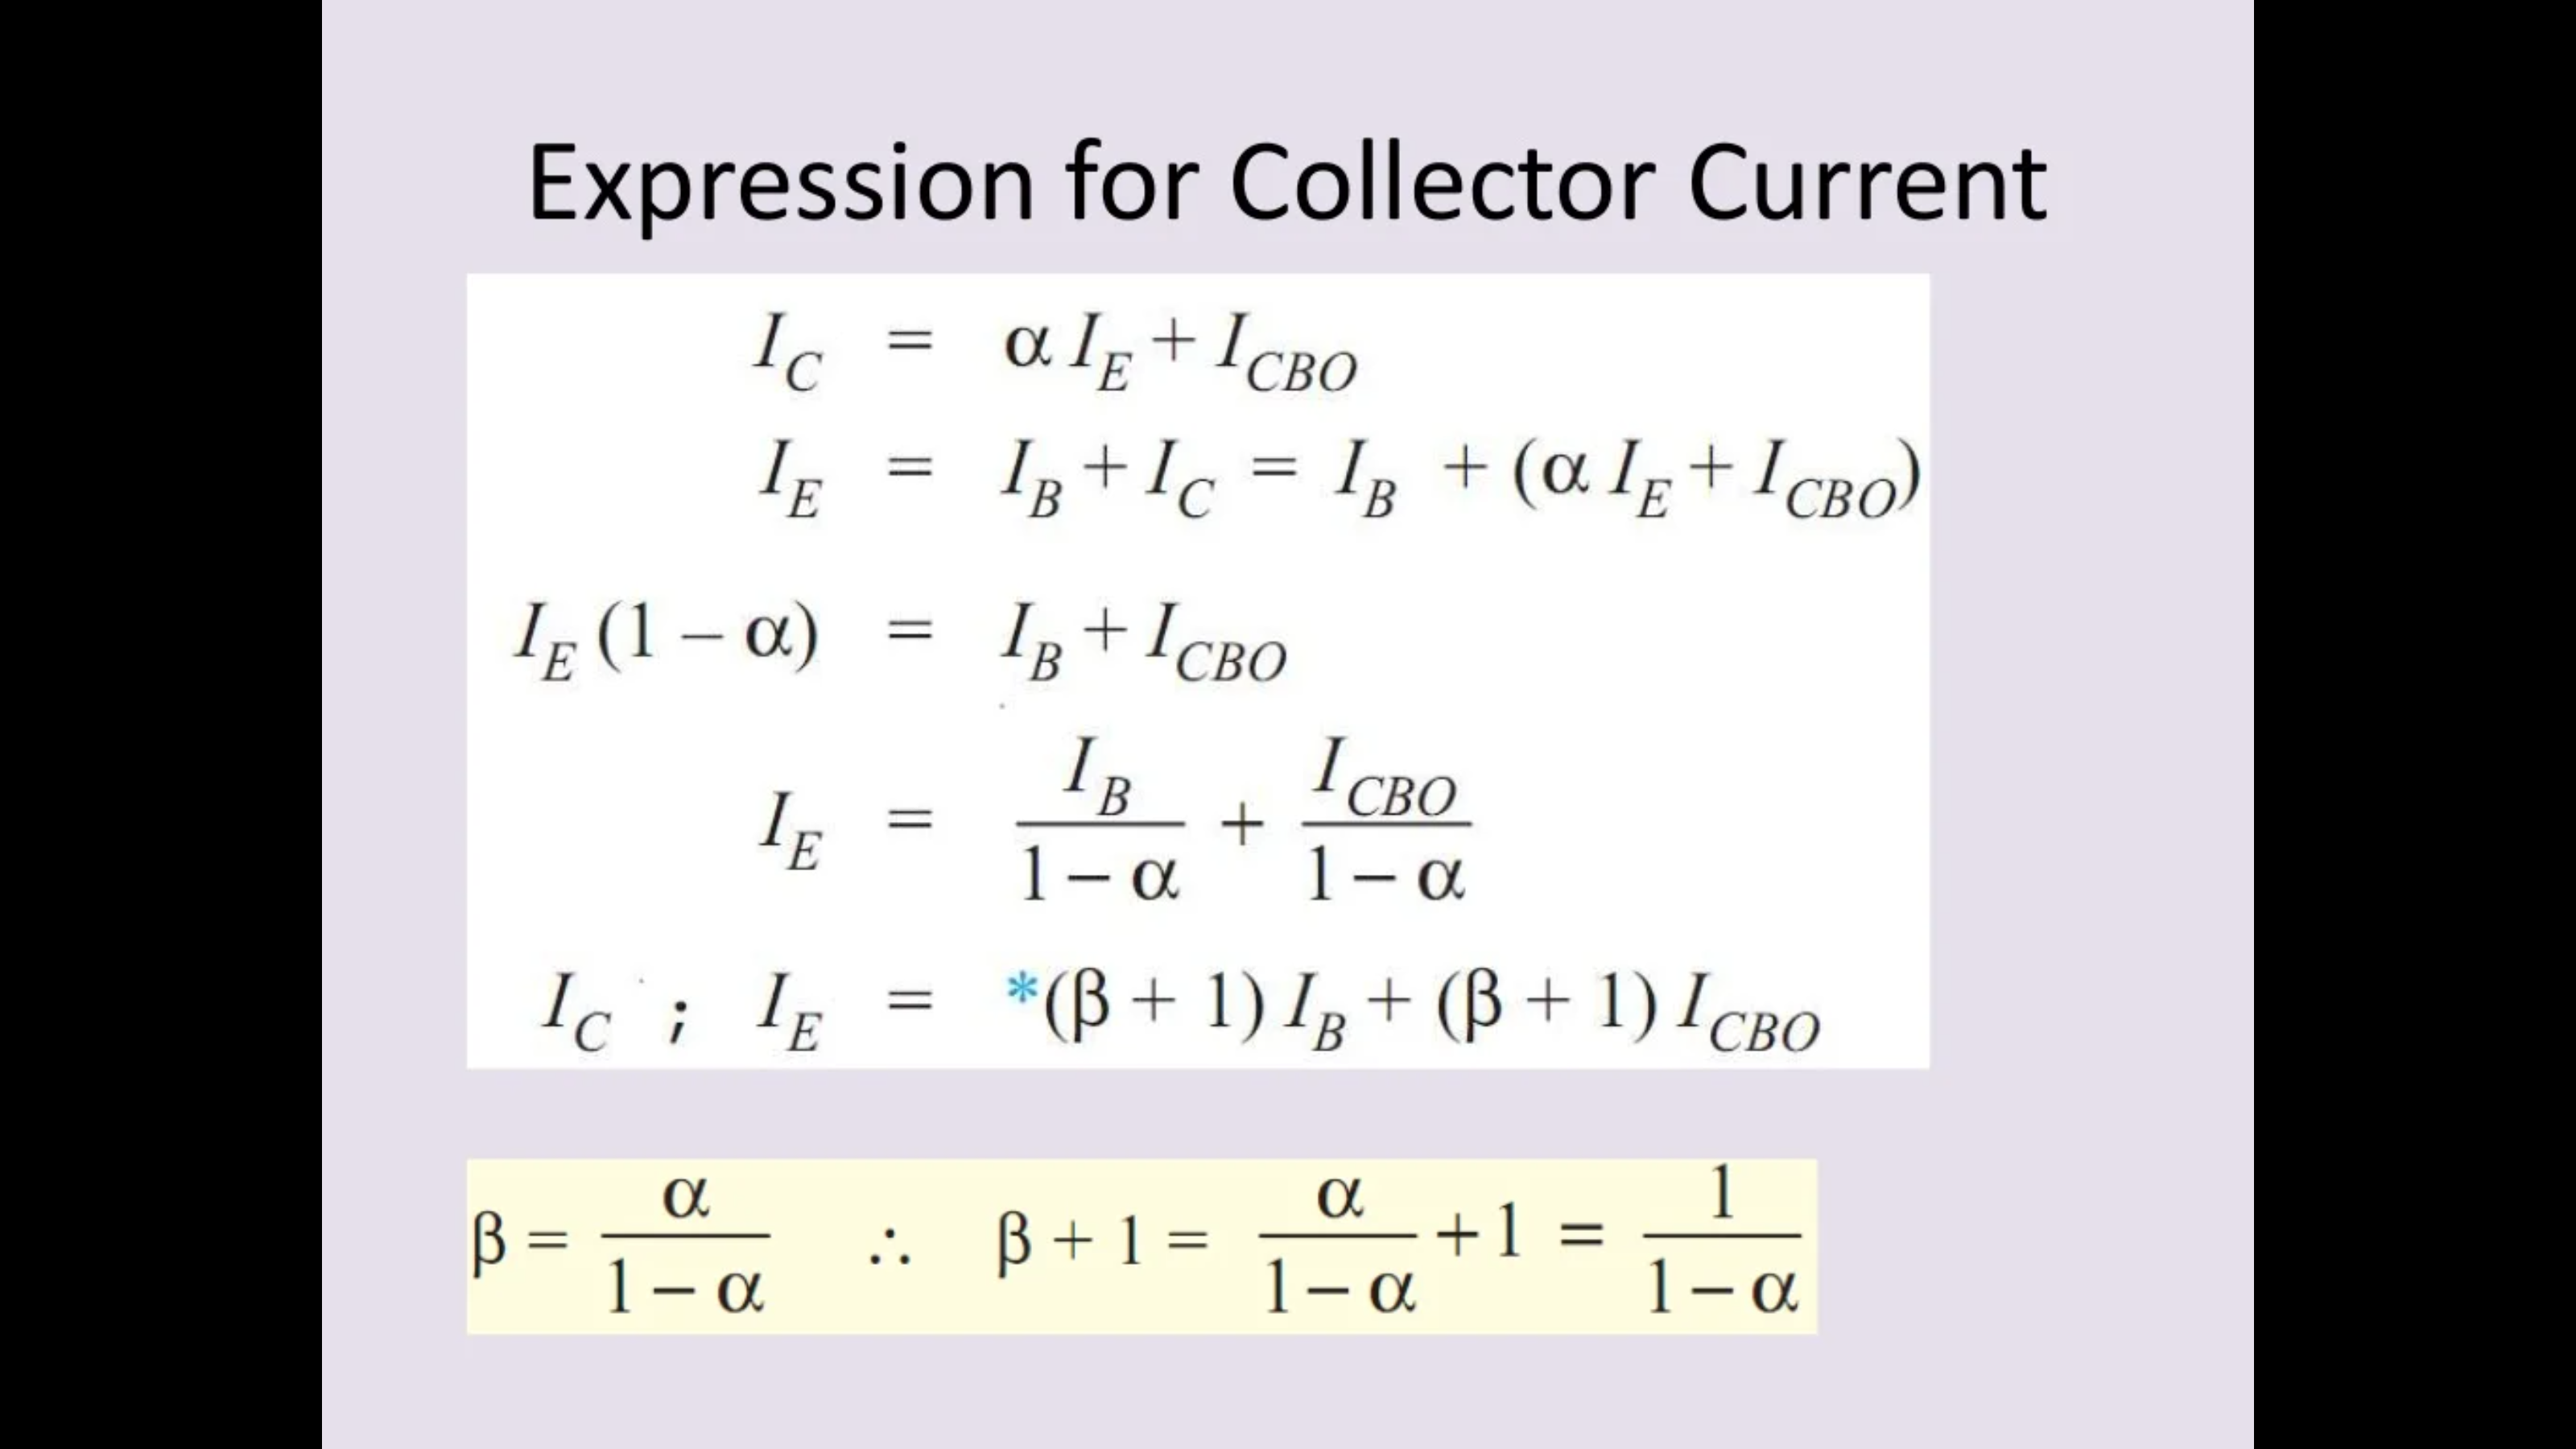 Expression for Collector Current
I_C = α I_E + I_CBO
I_E = I_B + I_C = I_B + (α I_E + I_CBO)
I_E (1 – α) = I_B + I_CBO
I_E = I_B / (1 – α) + I_CBO / (1 – α)
I_C ; I_E = *(β + 1) I_B + (β + 1) I_CBO
β = α / (1 – α) ∴ β + 1 = α / (1 – α) + 1 = 1 / (1 – α)